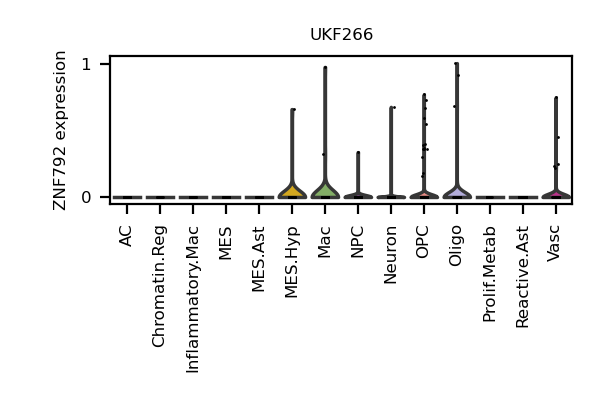 UKF266
ZNF792 expression
1
0
AC
Chromatin.Reg
Inflammatory.Mac
MES
MES.Ast
MES.Hyp
Mac
NPC
Neuron
OPC
Oligo
Prolif.Metab
Reactive.Ast
Vasc